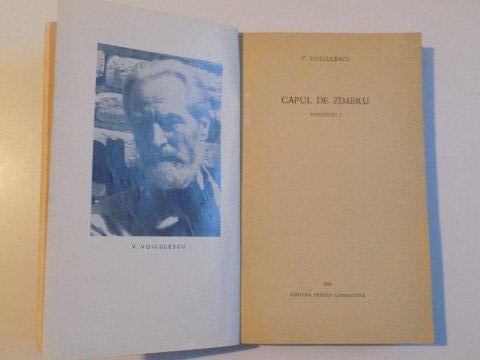 V. VOICULESCU
V. VOICULESCU
CAPUL DE ZIMBRU
POVESTIRI I
EDITURA PENTRU LITERATURĂ